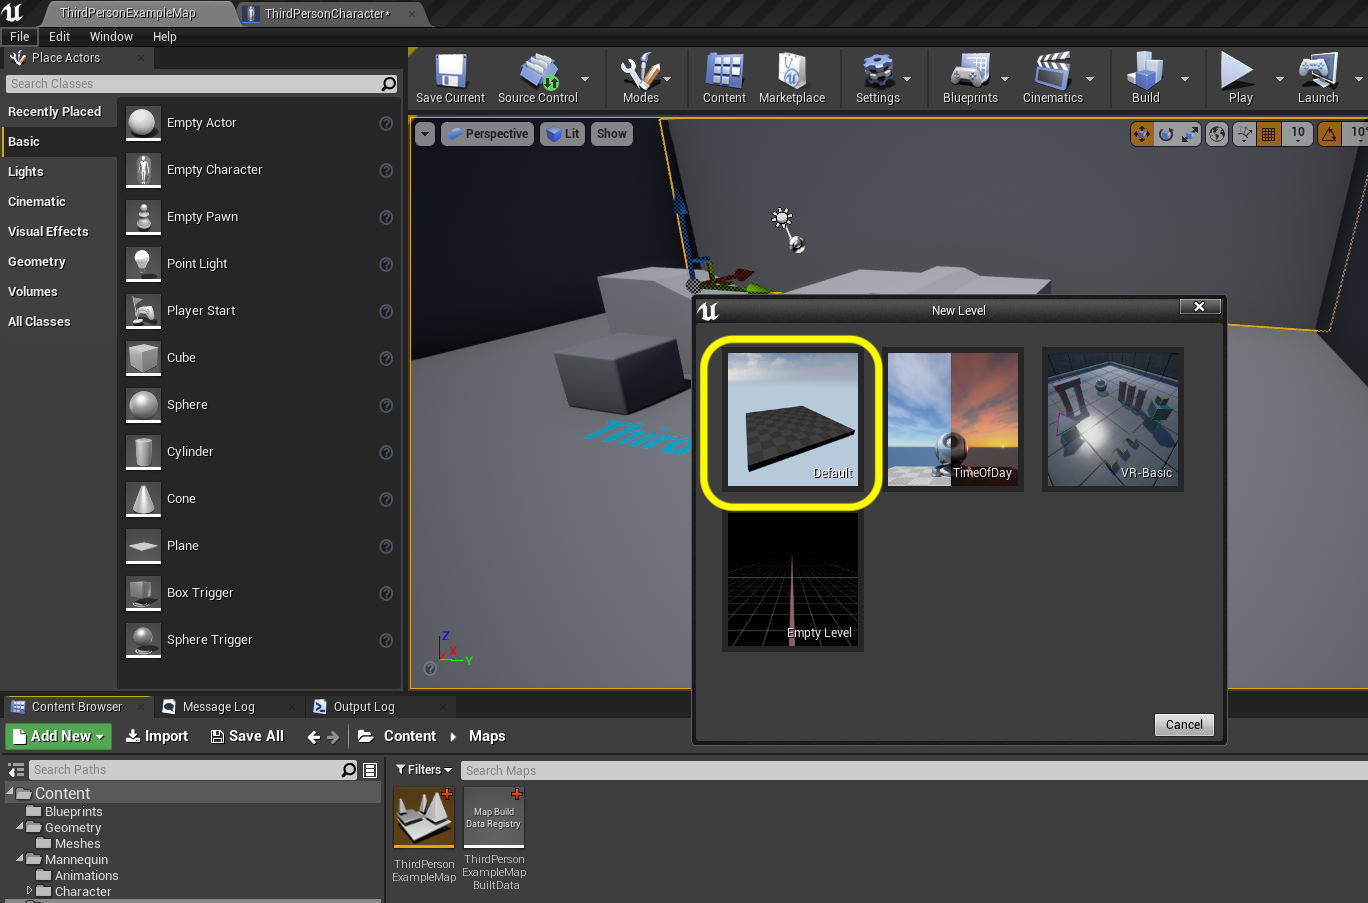 ThirdPersonExampleMap
ThirdPersonCharacter*
File Edit Window Help
Place Actors
Search Classes
Recently Placed
Basic
Lights
Cinematic
Visual Effects
Geometry
Volumes
All Classes
Empty Actor
Empty Character
Empty Pawn
Point Light
Player Start
Cube
Sphere
Cylinder
Cone
Plane
Box Trigger
Sphere Trigger
Save Current
Source Control
Modes
Content
Marketplace
Settings
Blueprints
Cinematics
Build
Play
Launch
Perspective
Lit
Show
10
10°
Third
Z
X
Y
New Level
Default
TimeOfDay
VR-Basic
Empty Level
Cancel
Content Browser
Message Log
Output Log
Add New
Import
Save All
Content
Maps
Search Paths
Content
Blueprints
Geometry
Meshes
Mannequin
Animations
Character
Filters
Search Maps
Map Build
Data Registry
ThirdPerson
ExampleMap
ThirdPerson
ExampleMap
BuiltData